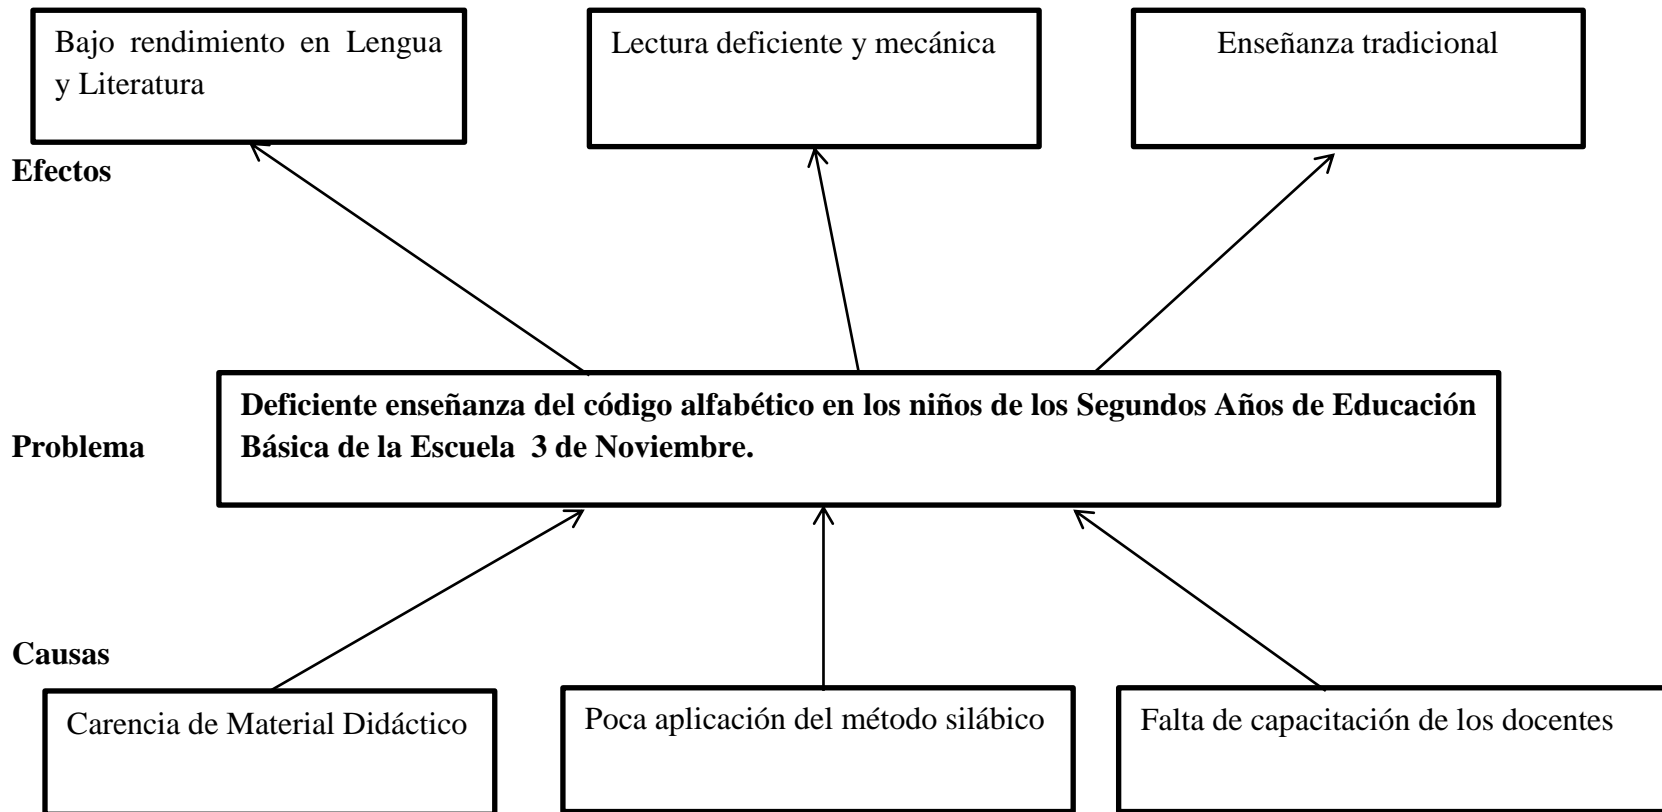 Bajo rendimiento en Lengua
y Literatura
Lectura deficiente y mecánica
Enseñanza tradicional
Efectos
Deficiente enseñanza del código alfabético en los niños de los Segundos Años de Educación
Básica de la Escuela 3 de Noviembre.
Problema
Causas
Carencia de Material Didáctico
Poca aplicación del método silábico
Falta de capacitación de los docentes